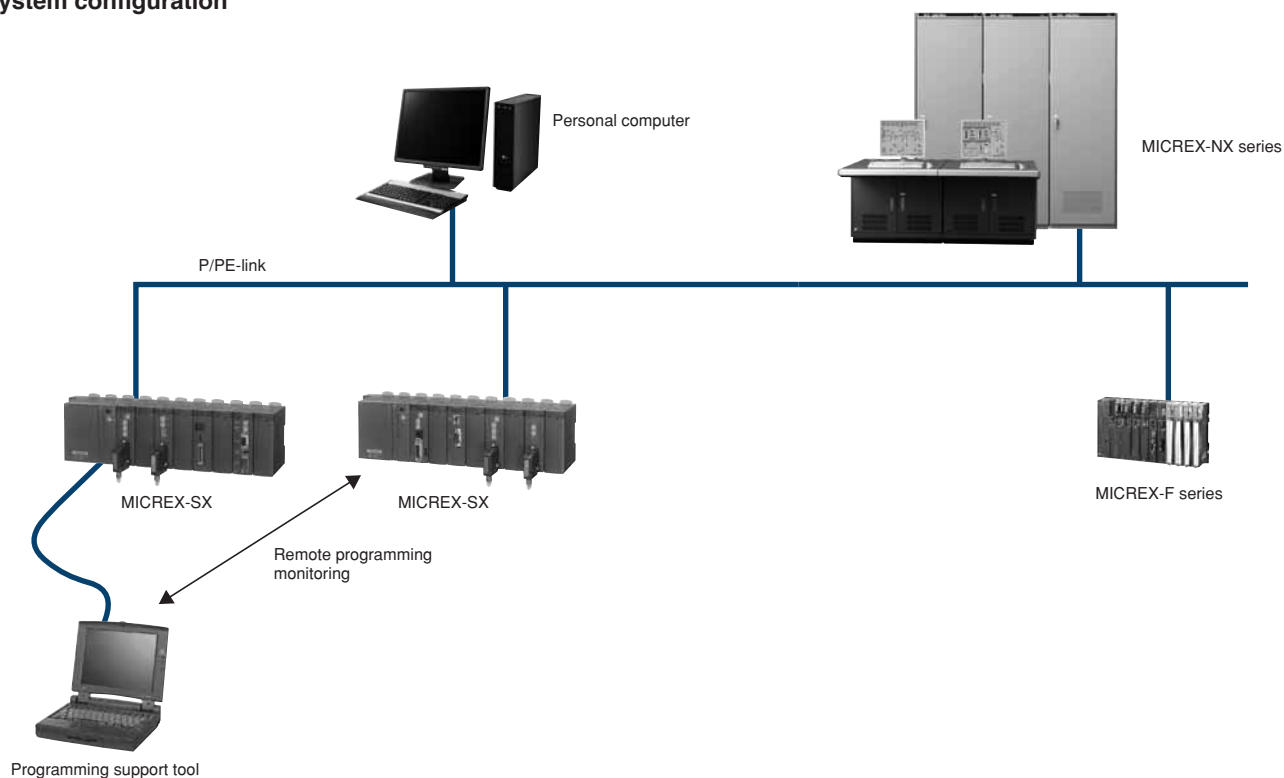 ystem configuration
Personal computer
MICREX-NX series
P/PE-link
MICREX-SX
MICREX-SX
MICREX-F series
Remote programming
monitoring
Programming support tool